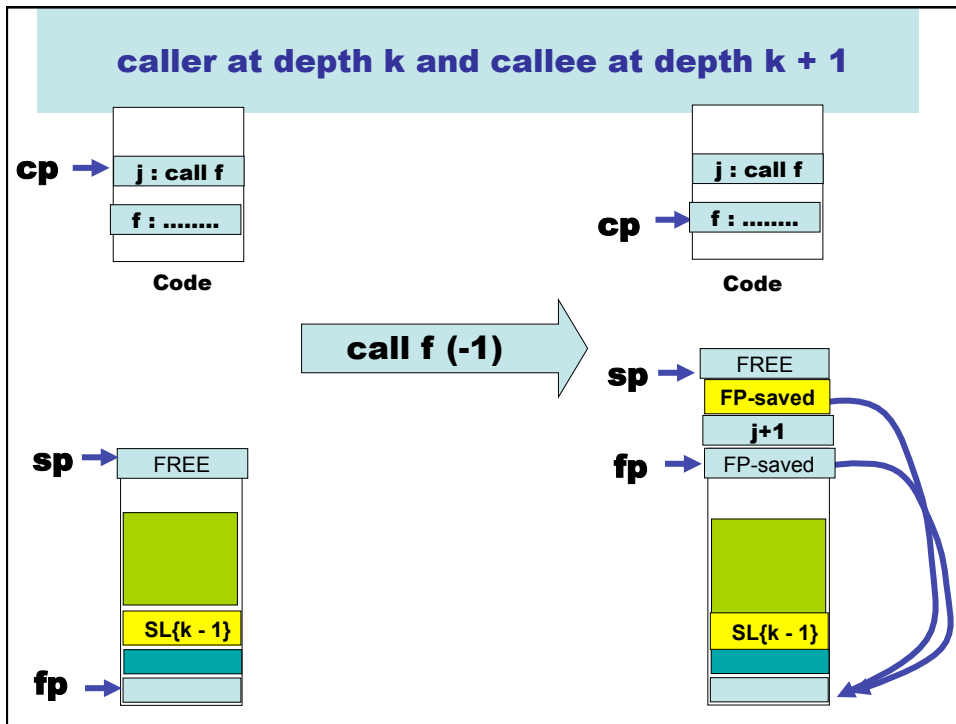 caller at depth k and callee at depth k + 1
cp
j : call f
f : ........
Code
j : call f
cp
f : ........
Code
call f (-1)
sp
FREE
FP-saved
j+1
fp
FP-saved
SL{k - 1}
sp
FREE
SL{k - 1}
fp